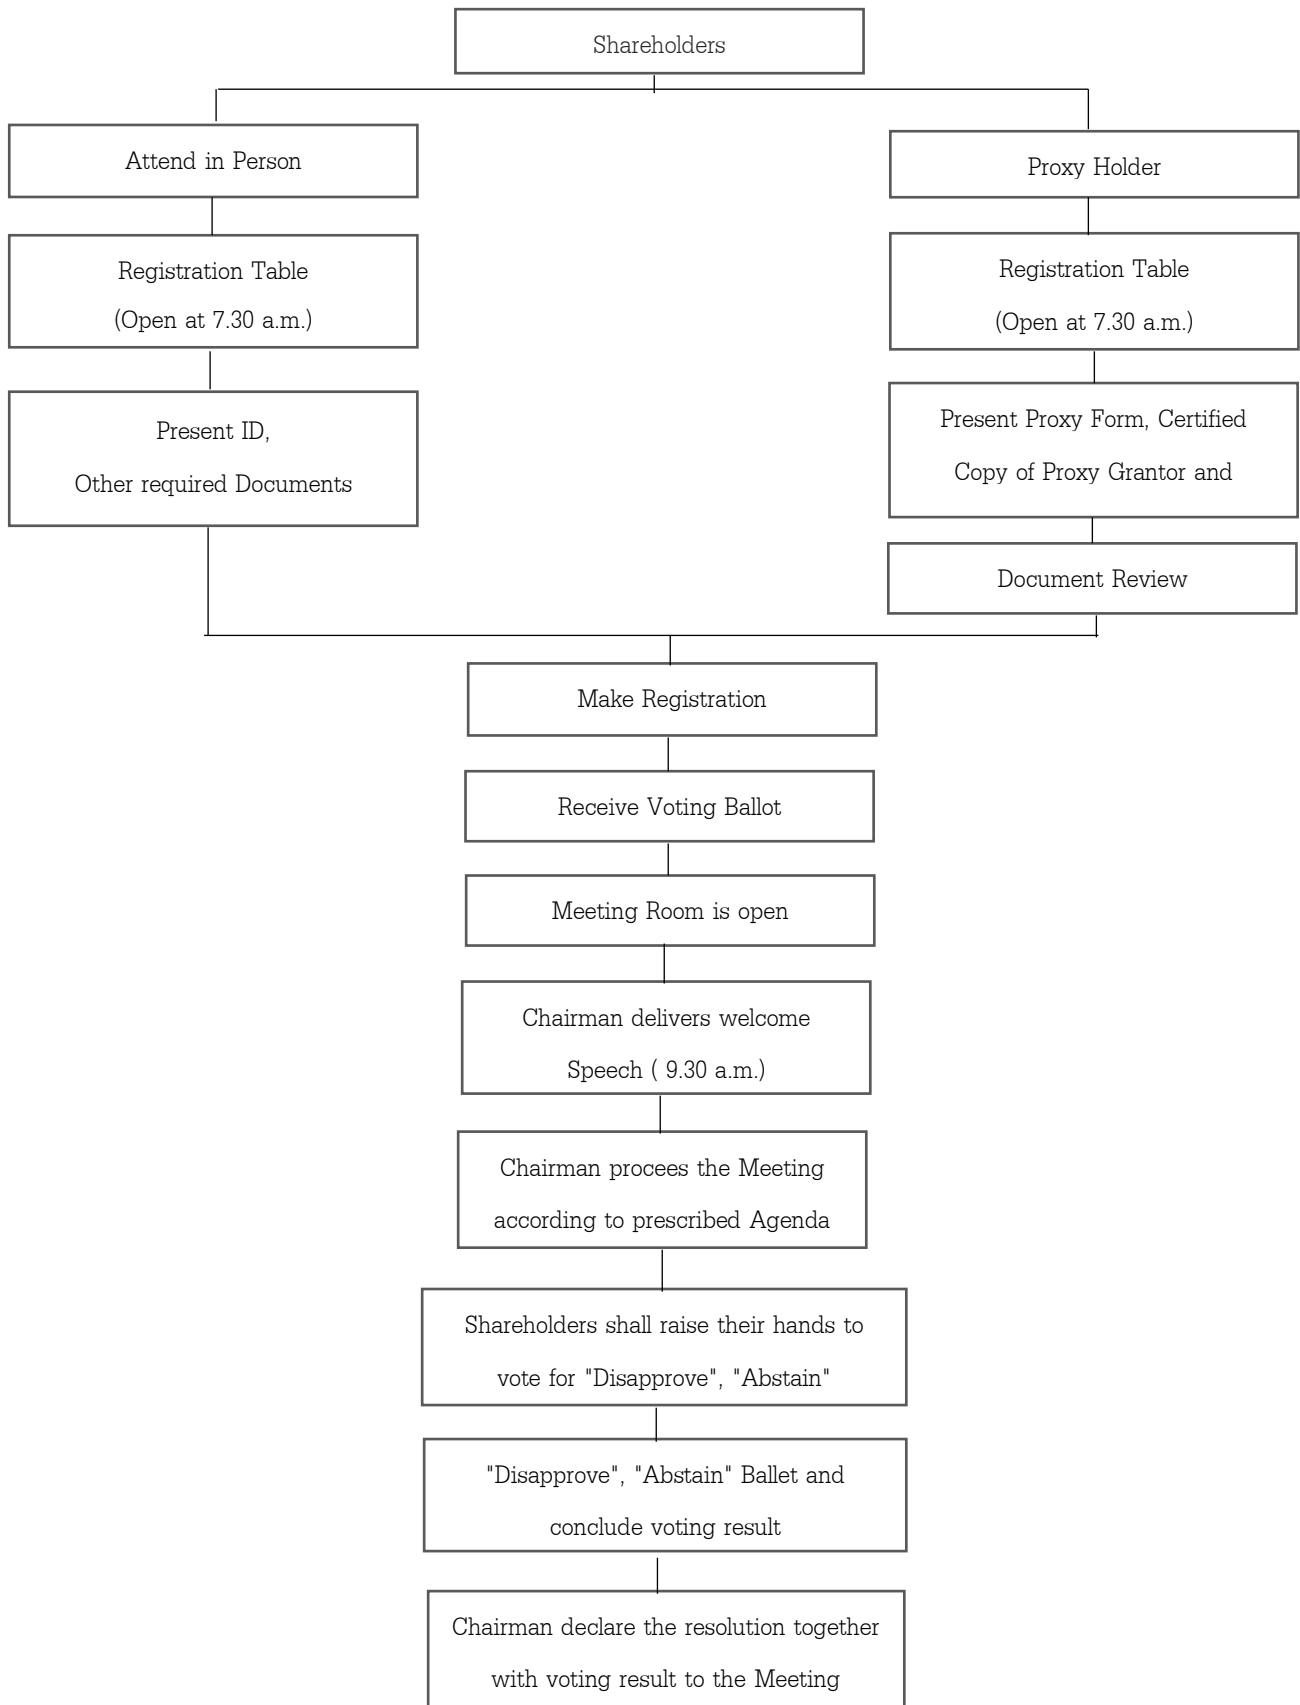 Shareholders
Attend in Person
Proxy Holder
Registration Table
(Open at 7.30 a.m.)
Registration Table
(Open at 7.30 a.m.)
Present ID,
Other required Documents
Present Proxy Form, Certified
Copy of Proxy Grantor and
Document Review
Make Registration
Receive Voting Ballot
Meeting Room is open
Chairman delivers welcome
Speech ( 9.30 a.m.)
Chairman procees the Meeting
according to prescribed Agenda
Shareholders shall raise their hands to
vote for "Disapprove", "Abstain"
"Disapprove", "Abstain" Ballet and
conclude voting result
Chairman declare the resolution together
with voting result to the Meeting